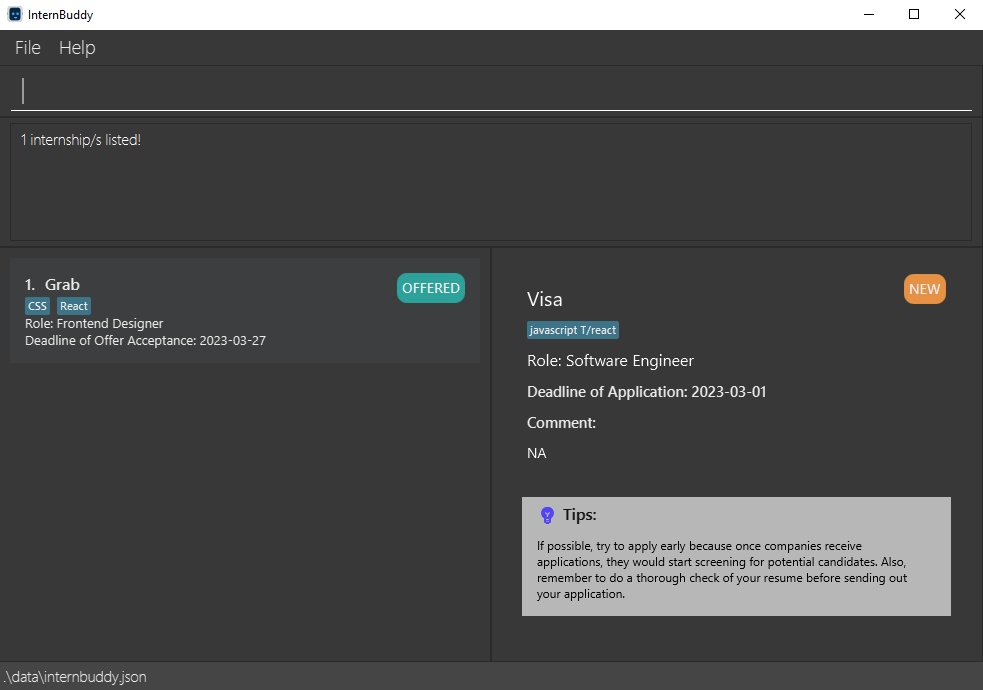 InternBuddy
File Help
1 internship/s listed!
1. Grab
OFFERED
CSS React
Role: Frontend Designer
Deadline of Offer Acceptance: 2023-03-27
Visa
NEW
javascript T/react
Role: Software Engineer
Deadline of Application: 2023-03-01
Comment:
NA
Tips:
If possible, try to apply early because once companies receive
applications, they would start screening for potential candidates. Also,
remember to do a thorough check of your resume before sending out
your application.
.\data\internbuddy.json